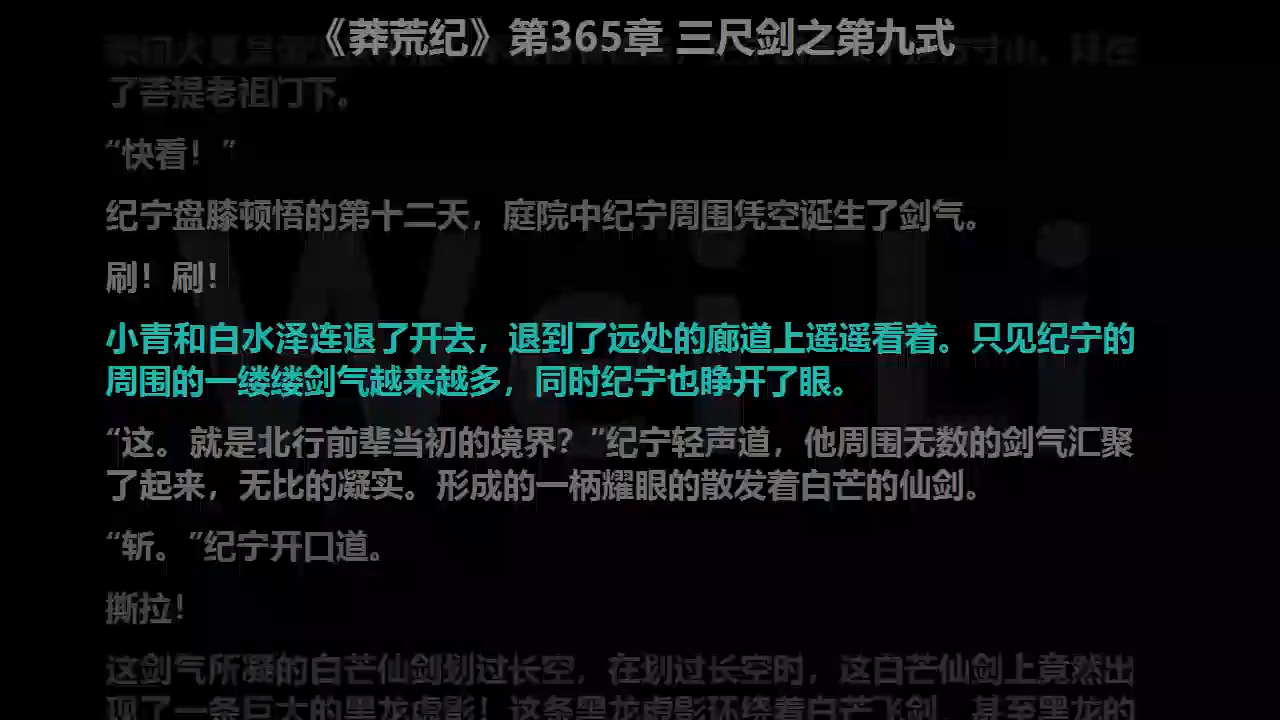 《莽荒纪》第365章 三尺剑之第九式
了菩提老祖门下。
“快看！”
纪宁盘膝顿悟的第十二天，庭院中纪宁周围凭空诞生了剑气。
刷！刷！
小青和白水泽连退了开去，退到了远处的廊道上遥遥看着。只见纪宁的
周围的一缕缕剑气越来越多，同时纪宁也睁开了眼。
“这。就是北行前辈当初的境界？”纪宁轻声道，他周围无数的剑气汇聚
了起来，无比的凝实。形成的一柄耀眼的散发着白芒的仙剑。
“斩。”纪宁开口道。
撕拉！
这剑气所凝的白芒仙剑划过长空，在划过长空时，这白芒仙剑上竟然出
现了一条巨大的黑龙虚影！这条黑龙虚影环绕着白芒飞剑，甚至黑龙的
WeiLi